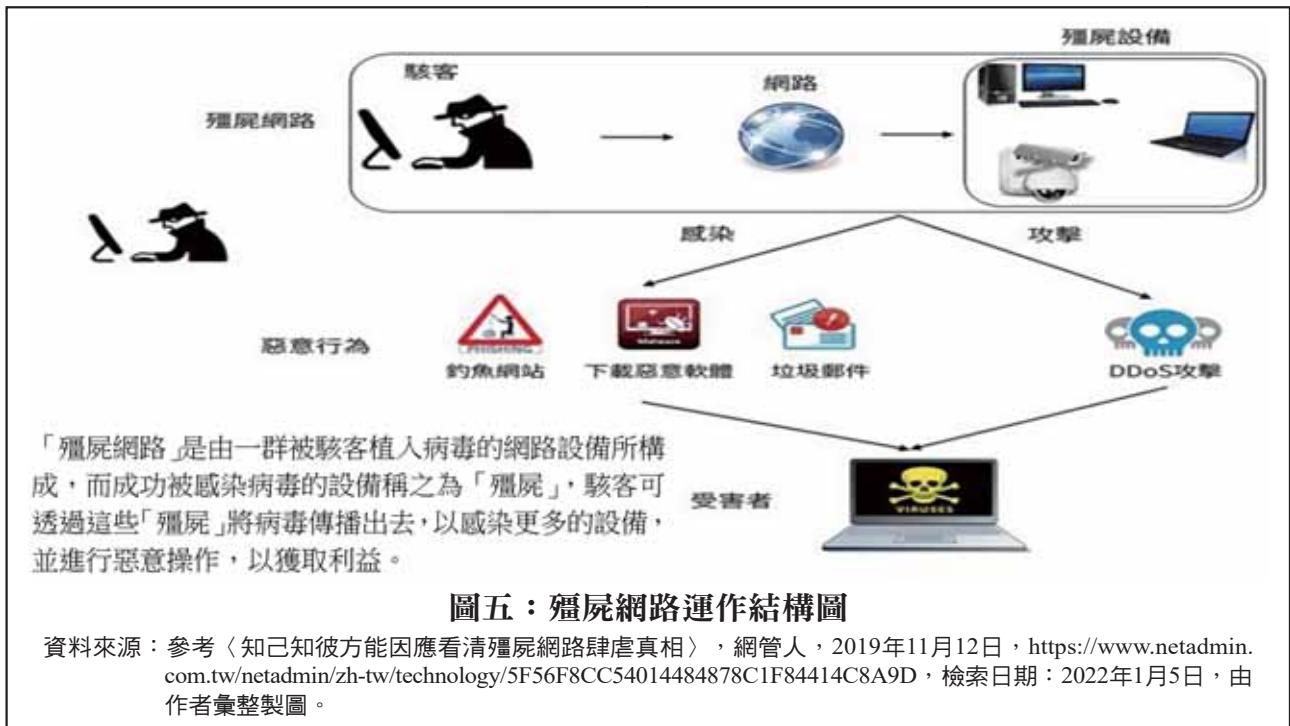 殭屍設備
駭客
網路
殭屍網路
感染
攻擊
惡意行為
PHISHING
Malware
釣魚網站
下載惡意軟體
垃圾郵件
DDoS攻擊
「殭屍網路」是由一群被駭客植入病毒的網路設備所構
成，而成功被感染病毒的設備稱之為「殭屍」，駭客可
透過這些「殭屍」將病毒傳播出去，以感染更多的設備，
並進行惡意操作，以獲取利益。
受害者
VIRUSES
圖五：殭屍網路運作結構圖
資料來源：參考〈知己知彼方能因應看清殭屍網路肆虐真相〉，網管人，2019年11月12日，https://www.netadmin.
com.tw/netadmin/zh-tw/technology/5F56F8CC54014484878C1F84414C8A9D，檢索日期：2022年1月5日，由
作者彙整製圖。